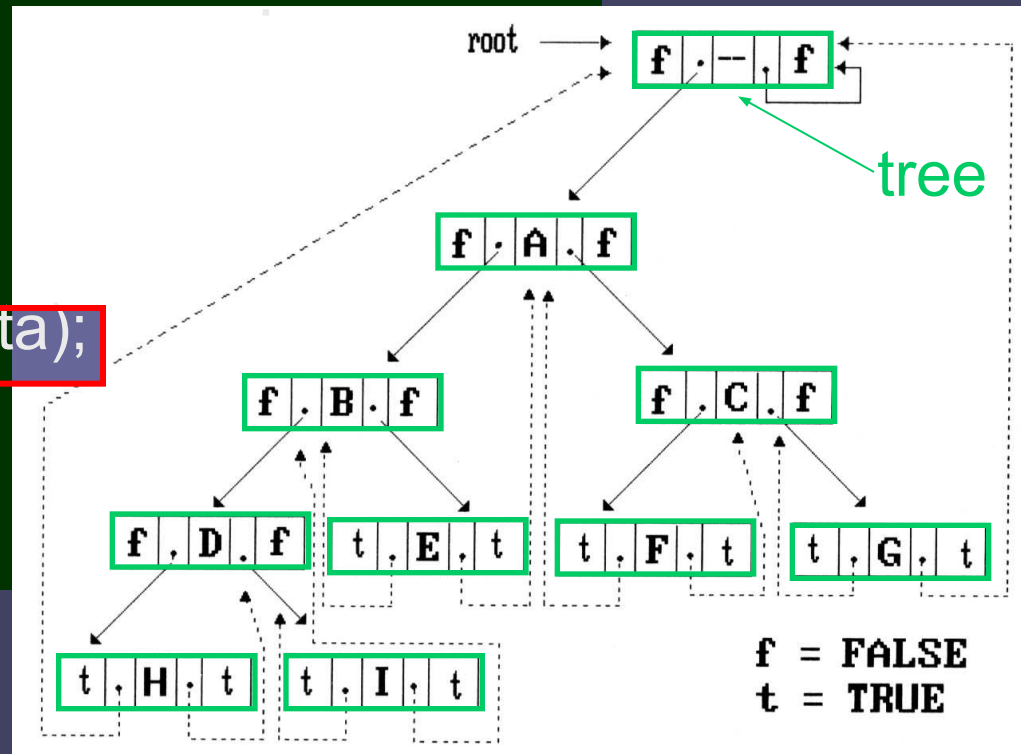 root
f . -- . f
tree
f . A . f
ta);
f . B . f
f . C . f
f . D . f
t . E . t
t . F . t
t . G . t
t . H . t
t . I . t
f = FALSE
t = TRUE